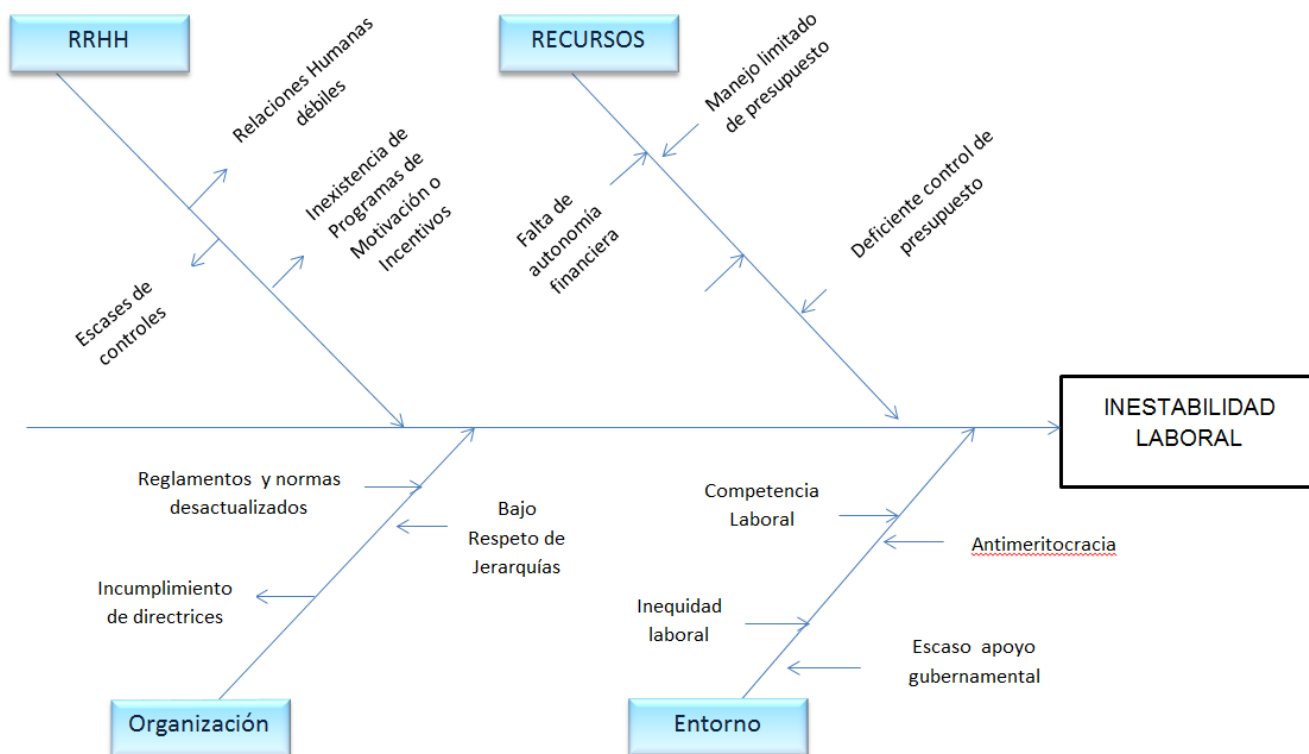 RRHH
RECURSOS
Relaciones Humanas
débiles
Inexistencia de
Programas de
Motivación o
Incentivos
Escases de
controles
Manejo limitado
de presupuesto
Falta de
autonomía
financiera
Deficiente control de
presupuesto
INESTABILIDAD
LABORAL
Reglamentos y normas
desactualizados
Bajo
Respeto de
Jerarquías
Incumplimiento
de directrices
Competencia
Laboral
Antimeritocracia
Inequidad
laboral
Escaso apoyo
gubernamental
Organización
Entorno